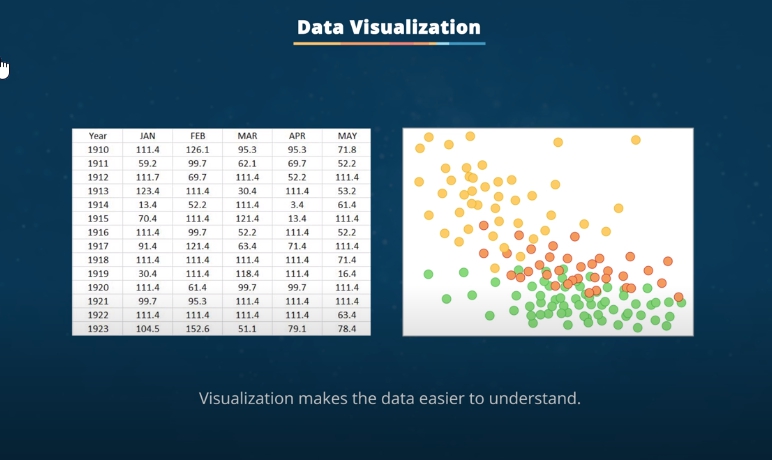 Data Visualization
Year JAN FEB MAR APR MAY
1910 111.4 126.1 95.3 95.3 71.8
1911 59.2 99.7 62.1 69.7 52.2
1912 111.7 69.7 111.4 52.2 111.4
1913 123.4 111.4 30.4 111.4 53.2
1914 13.4 52.2 111.4 3.4 61.4
1915 70.4 111.4 121.4 13.4 111.4
1916 111.4 99.7 52.2 111.4 52.2
1917 91.4 121.4 63.4 71.4 111.4
1918 111.4 111.4 111.4 111.4 71.4
1919 30.4 111.4 118.4 111.4 16.4
1920 111.4 61.4 99.7 99.7 111.4
1921 99.7 95.3 111.4 111.4 111.4
1922 111.4 111.4 111.4 111.4 63.4
1923 104.5 152.6 51.1 79.1 78.4
Visualization makes the data easier to understand.